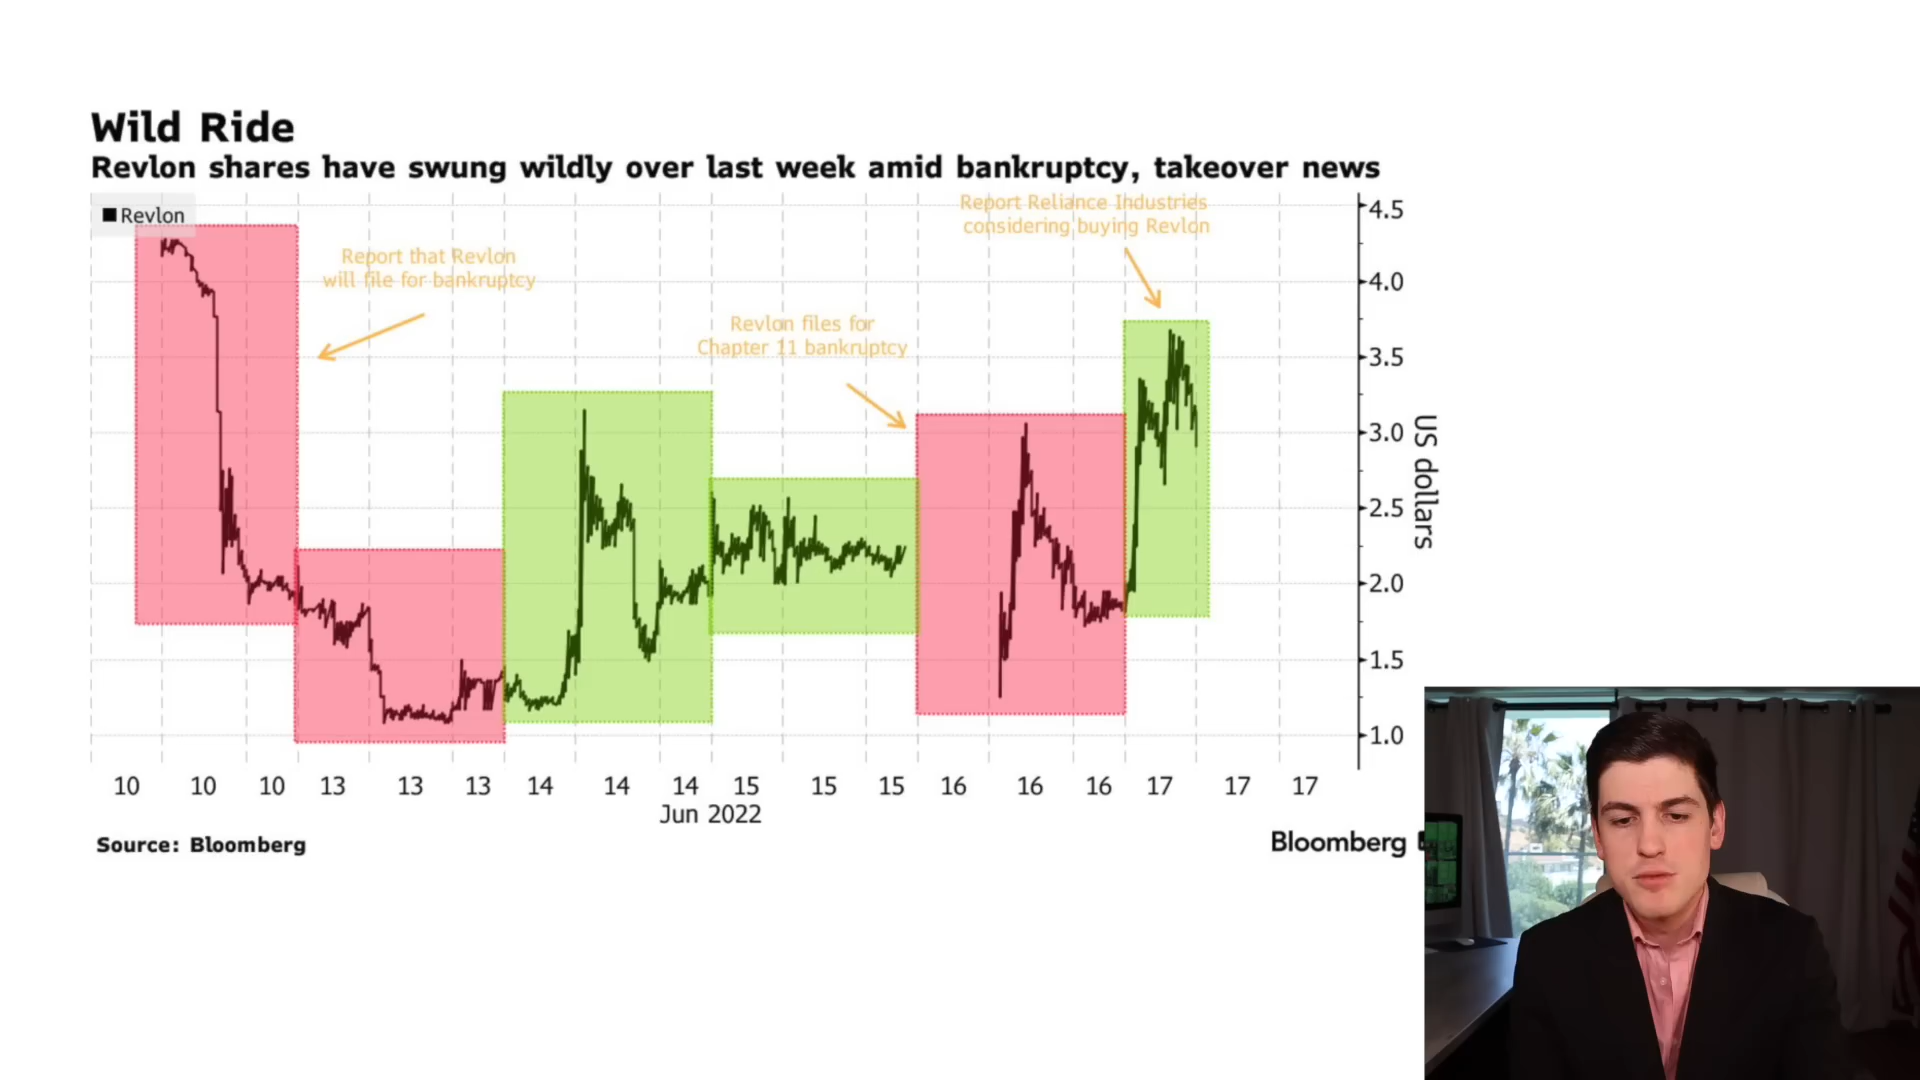 Wild Ride
Revlon shares have swung wildly over last week amid bankruptcy, takeover news
Revlon
Report that Revlon
will file for bankruptcy
Revlon files for
Chapter 11 bankruptcy
Report Reliance Industries
considering buying Revlon
4.5
4.0
3.5
3.0
2.5
2.0
1.5
1.0
US dollars
10 10 10 13 13 13 14 14 14 15 15 15 16 16 16 17 17 17
Jun 2022
Source: Bloomberg
Bloomberg